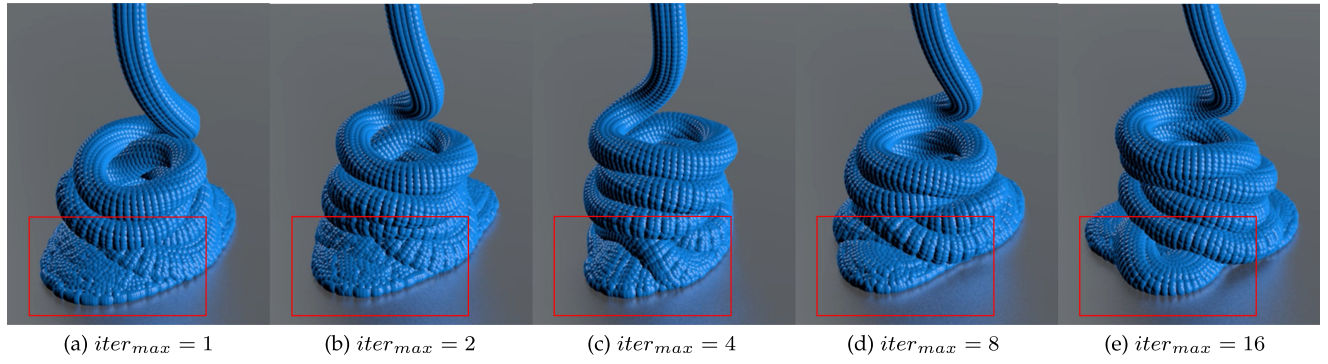 (a) iter_max = 1 (b) iter_max = 2 (c) iter_max = 4 (d) iter_max = 8 (e) iter_max = 16